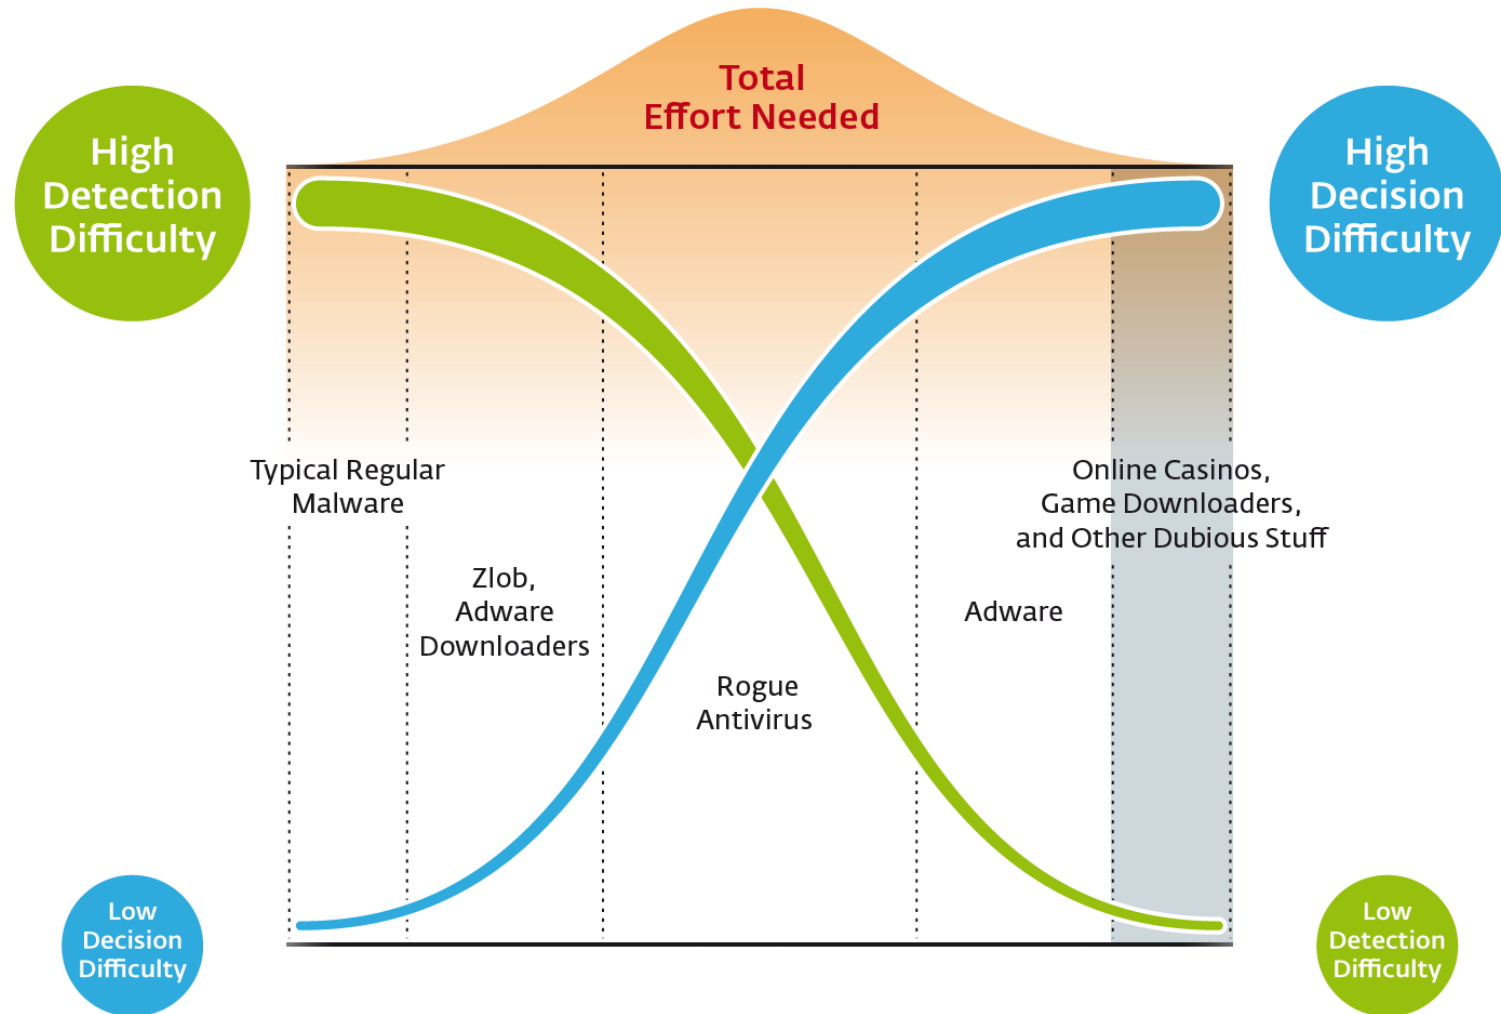 Total
Effort Needed
High
Detection
Difficulty
High
Decision
Difficulty
Typical Regular
Malware
Online Casinos,
Game Downloaders,
and Other Dubious Stuff
Zlob,
Adware
Downloaders
Adware
Rogue
Antivirus
Low
Decision
Difficulty
Low
Detection
Difficulty